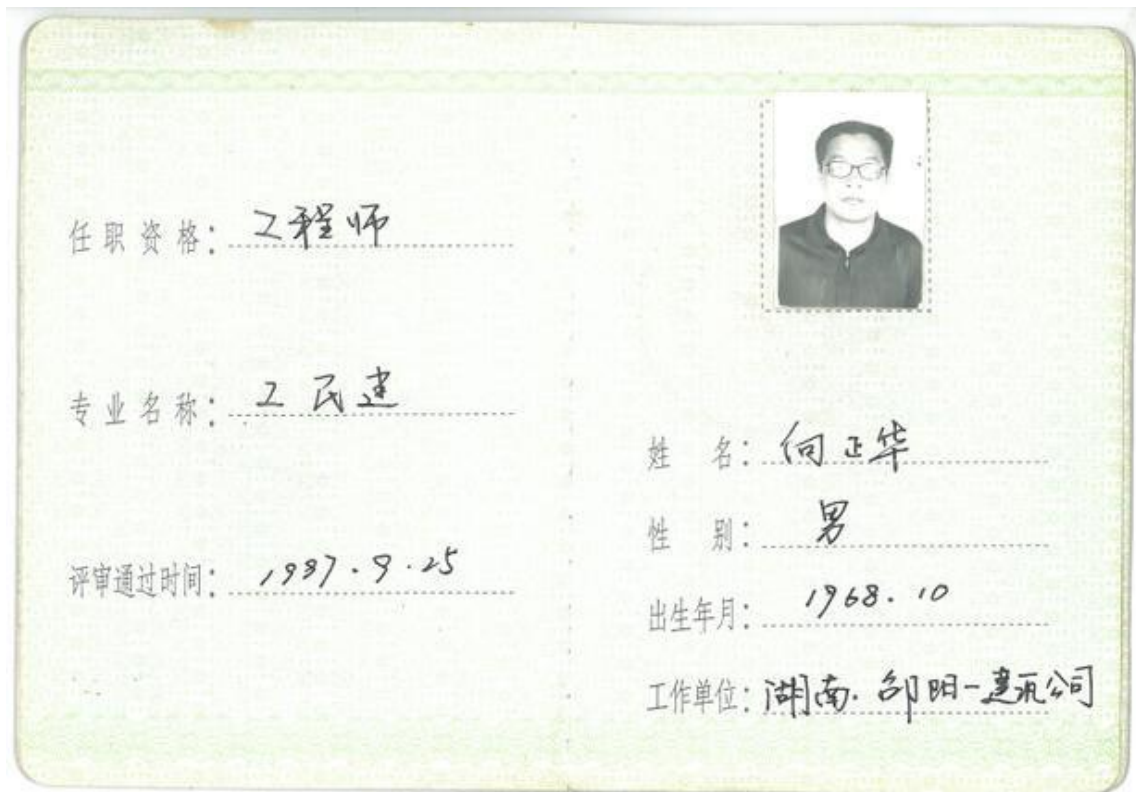 任职资格：工程师
专业名称：工民建
评审通过时间：1997.9.25
姓名：向正华
性别：男
出生年月：1968.10
工作单位：湖南.邵阳一建筑公司